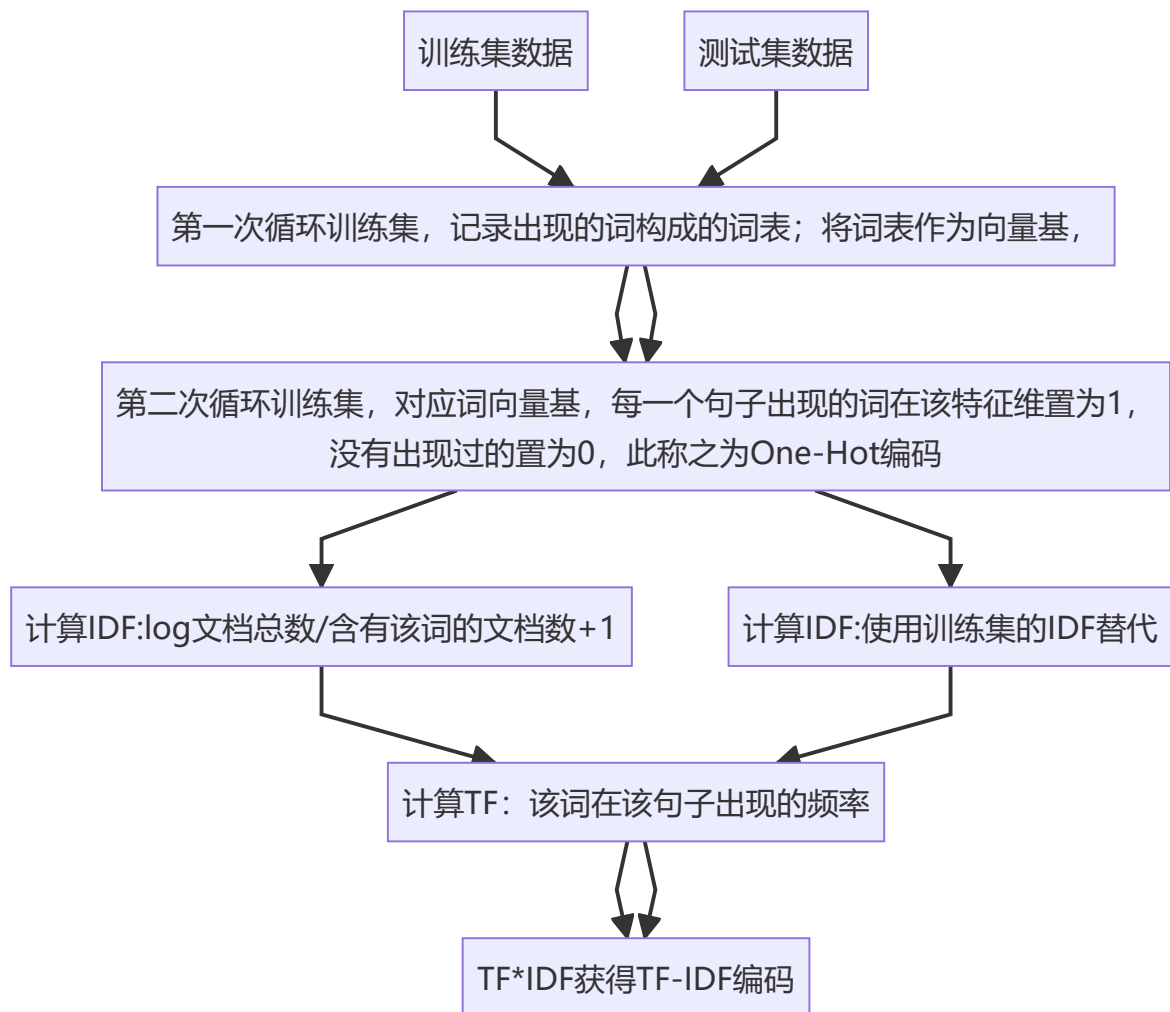 训练集数据
测试集数据
第一次循环训练集，记录出现的词构成的词表；将词表作为向量基，
第二次循环训练集，对应词向量基，每一个句子出现的词在该特征维置为1，
没有出现过的置为0，此称之为One-Hot编码
计算IDF:log文档总数/含有该词的文档数+1
计算IDF:使用训练集的IDF替代
计算TF：该词在该句子出现的频率
TF*IDF获得TF-IDF编码